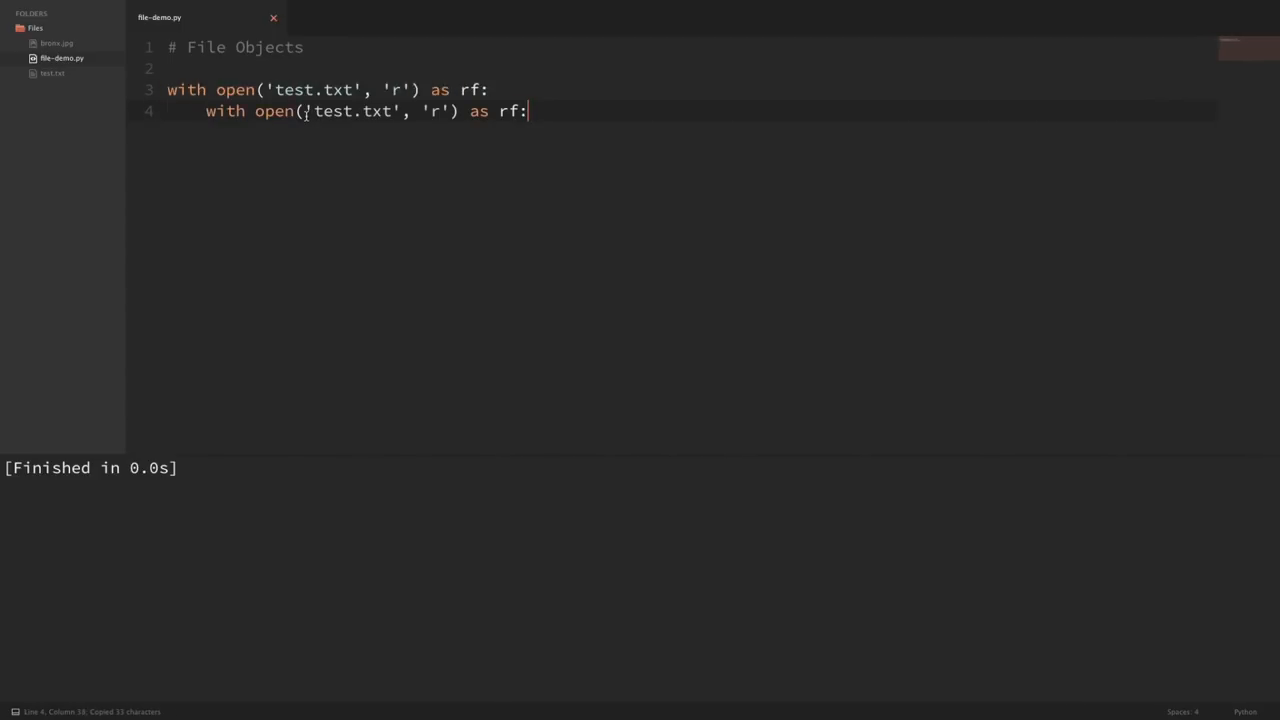 FOLDERS
Files
bronx.jpg
file-demo.py
test.txt
file-demo.py
1 # File Objects
2
3 with open('test.txt', 'r') as rf:
4 with open('test.txt', 'r') as rf:
[Finished in 0.0s]
Line 4, Column 38; Copied 33 characters
Spaces: 4
Python